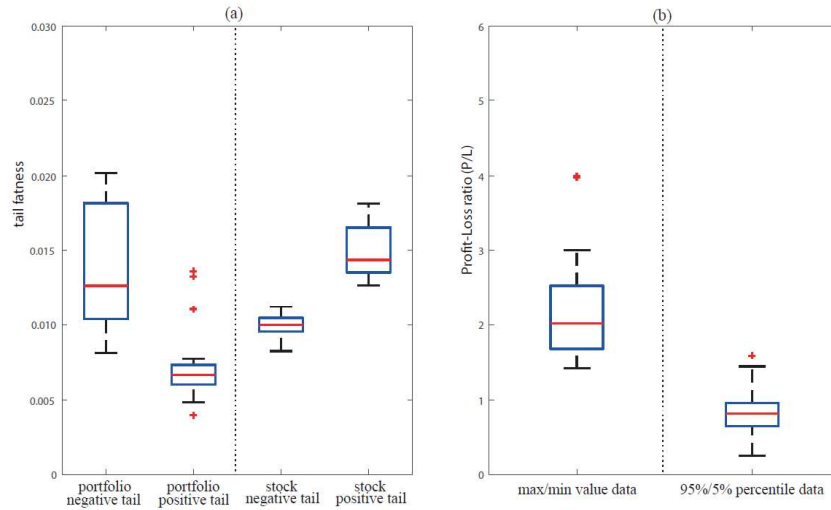 (a)
0.030
0.025
0.020
0.015
0.010
0.005
0
tail fatness
portfolio
negative tail
portfolio
positive tail
stock
negative tail
stock
positive tail
(b)
6
5
4
3
2
1
0
Profit-Loss ratio (P/L)
max/min value data
95%/5% percentile data